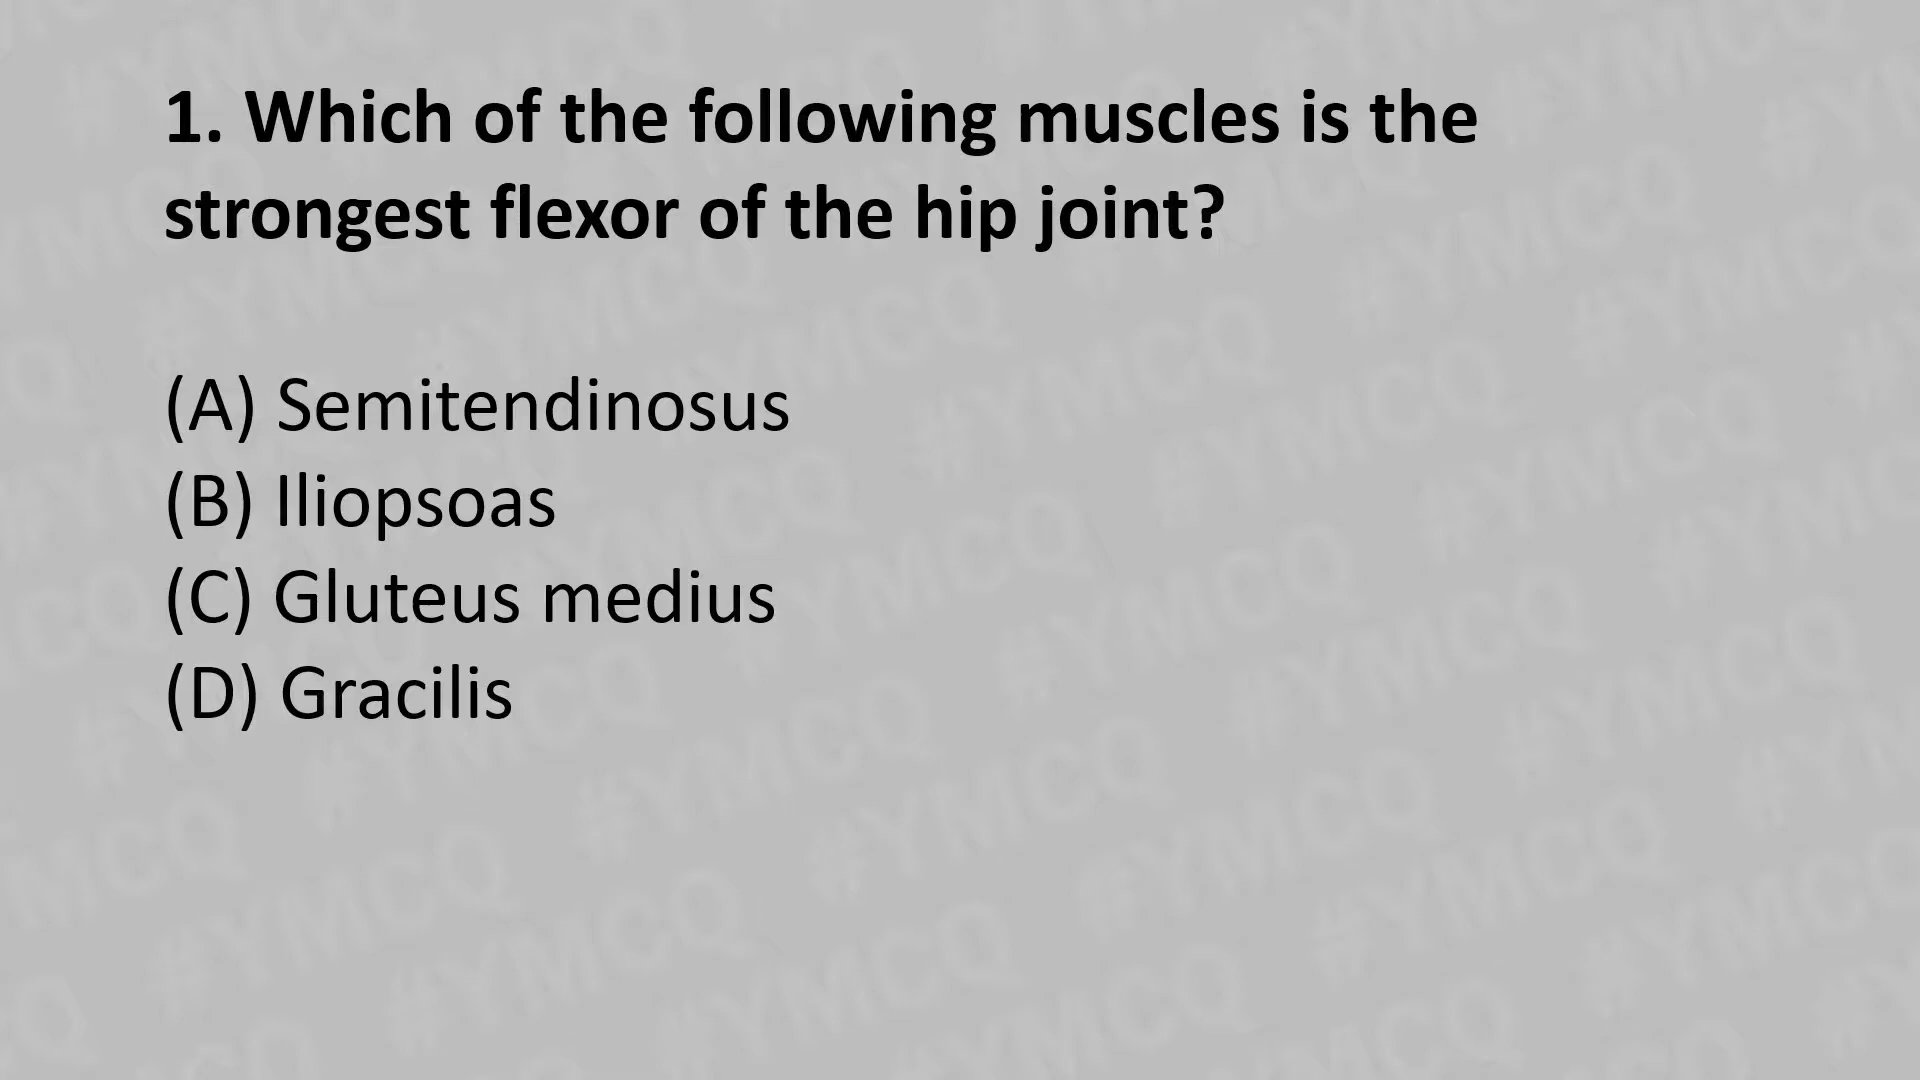 1. Which of the following muscles is the
strongest flexor of the hip joint?
(A) Semitendinosus
(B) Iliopsoas
(C) Gluteus medius
(D) Gracilis
#YMCQ